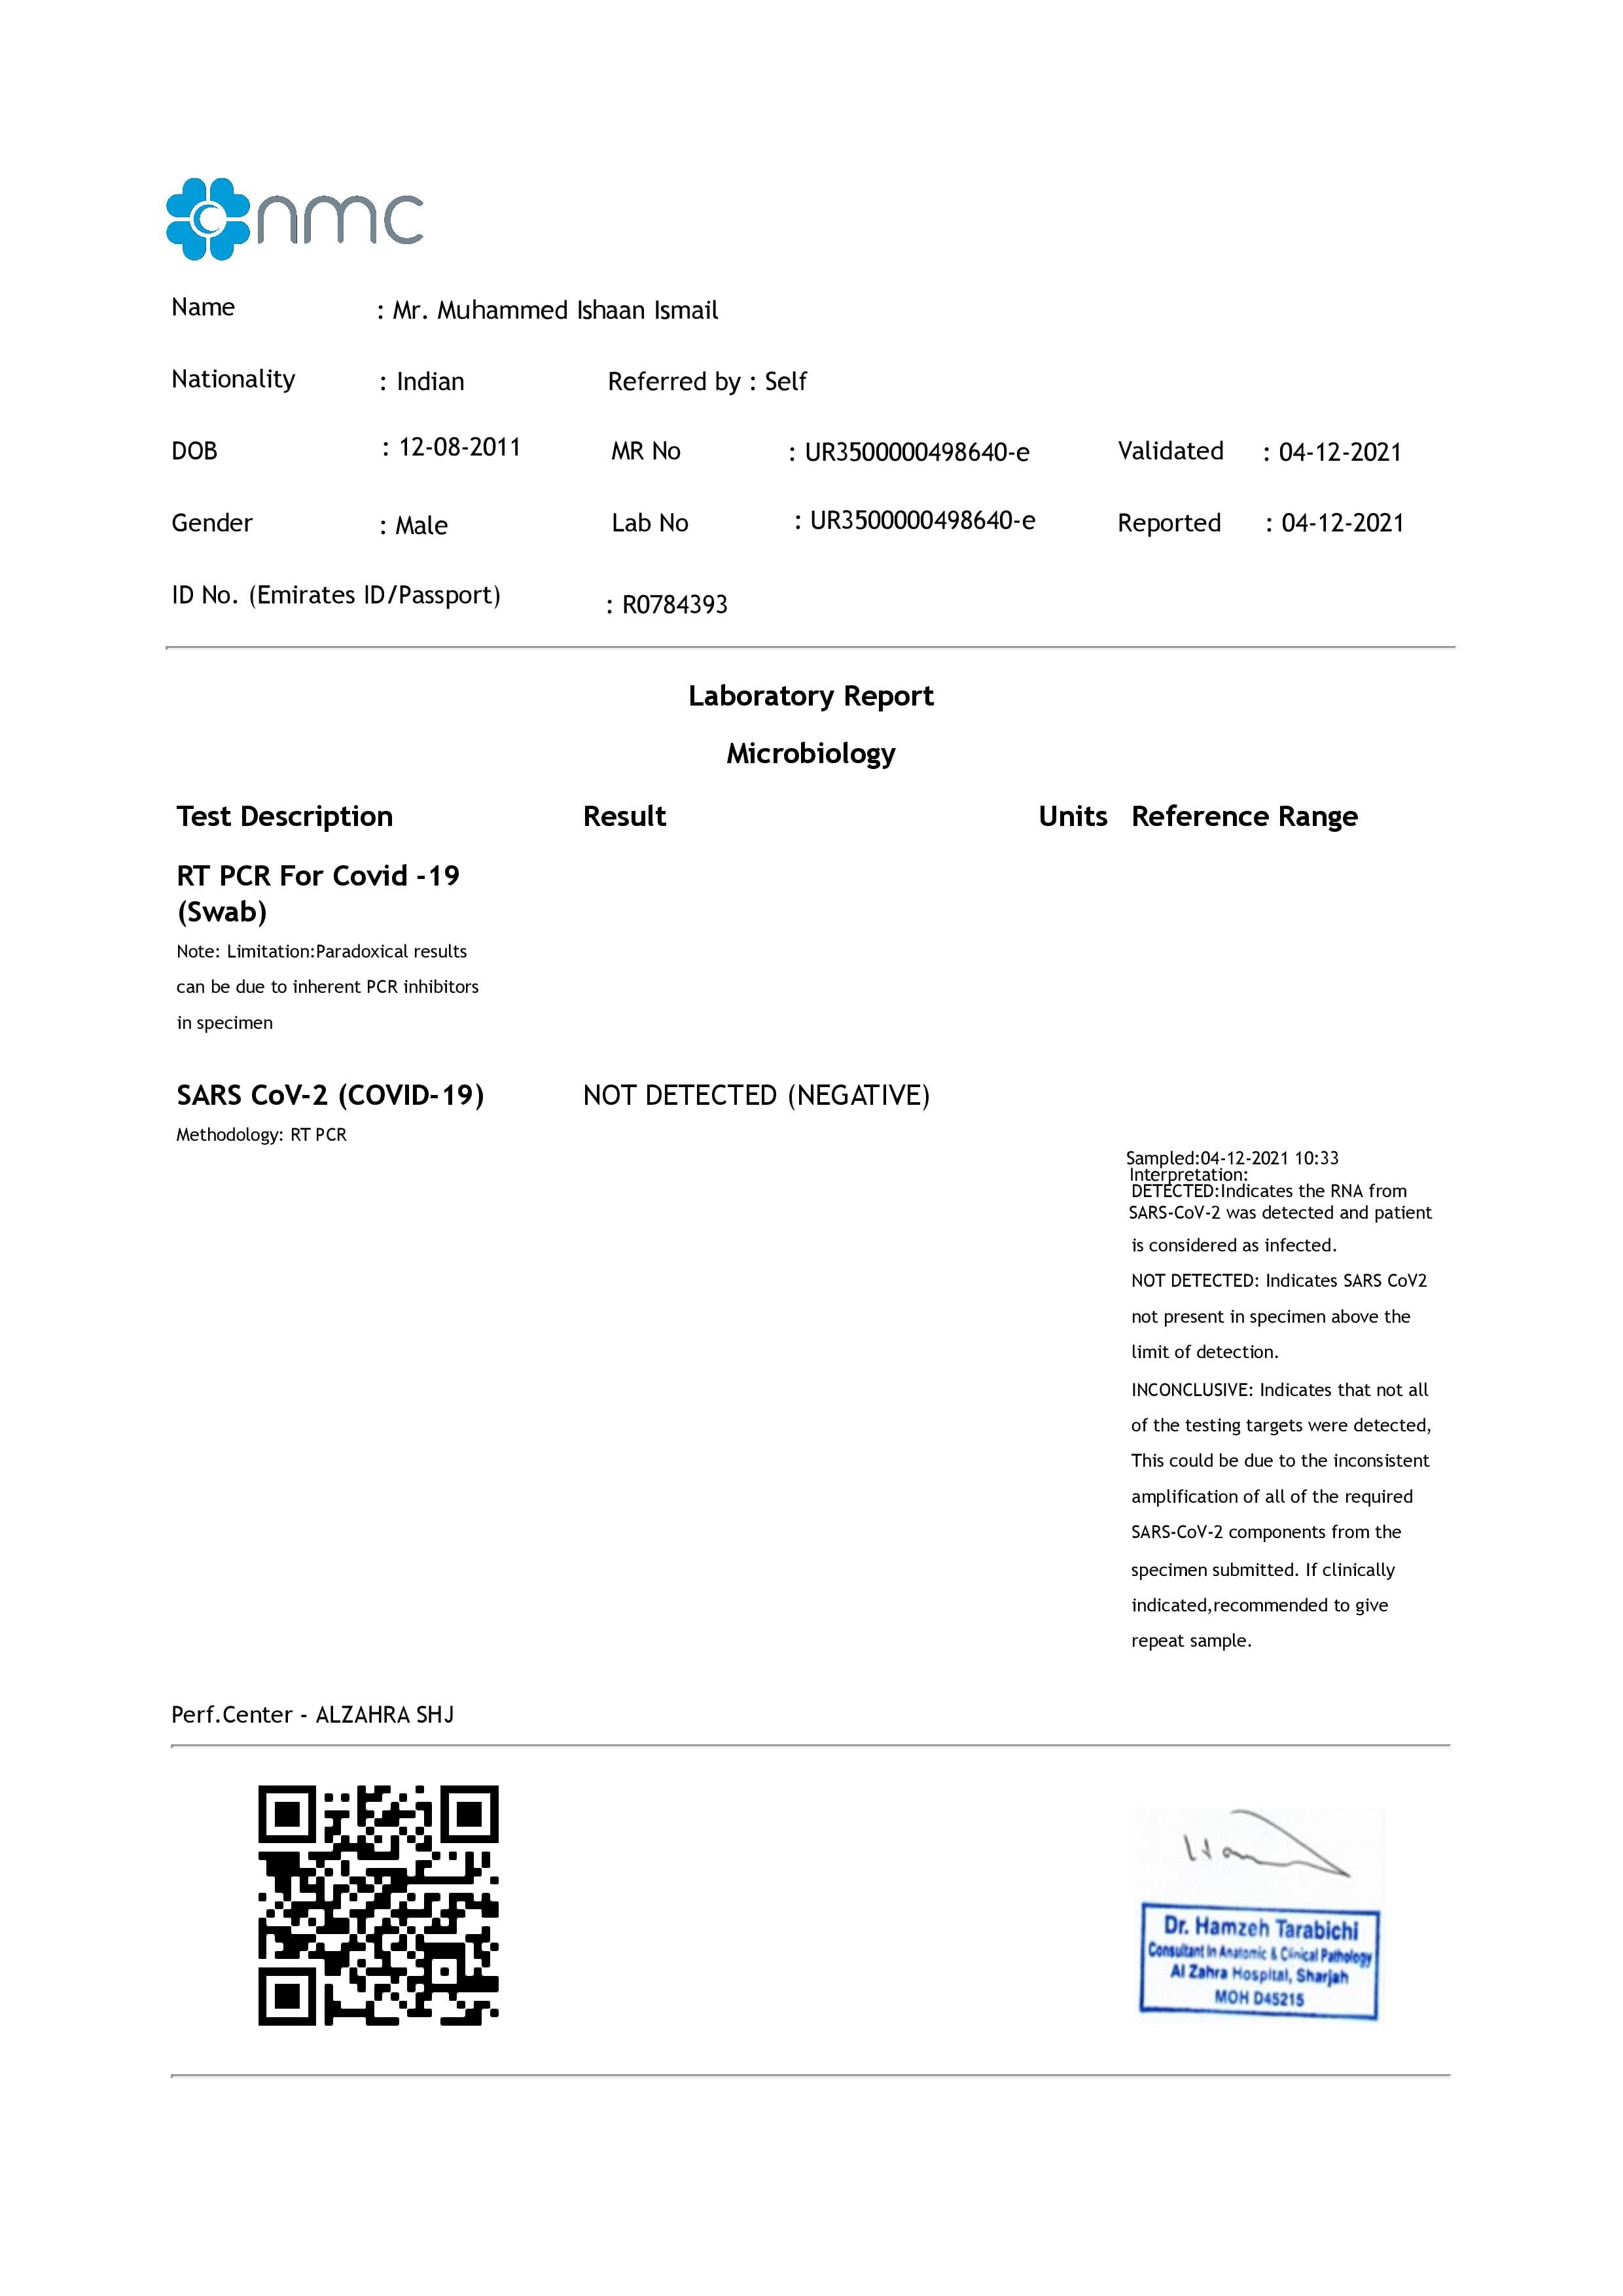 nmc
Name : Mr. Muhammed Ishaan Ismail
Nationality : Indian Referred by : Self
DOB : 12-08-2011 MR No : UR3500000498640-e Validated : 04-12-2021
Gender : Male Lab No : UR3500000498640-e Reported : 04-12-2021
ID No. (Emirates ID/Passport) : R0784393
Laboratory Report
Microbiology
Test Description Result Units Reference Range
RT PCR For Covid -19
(Swab)
Note: Limitation:Paradoxical results
can be due to inherent PCR inhibitors
in specimen
SARS CoV-2 (COVID-19) NOT DETECTED (NEGATIVE)
Methodology: RT PCR
Sampled:04-12-2021 10:33
Interpretation:
DETECTED:Indicates the RNA from
SARS-CoV-2 was detected and patient
is considered as infected.
NOT DETECTED: Indicates SARS CoV2
not present in specimen above the
limit of detection.
INCONCLUSIVE: Indicates that not all
of the testing targets were detected,
This could be due to the inconsistent
amplification of all of the required
SARS-CoV-2 components from the
specimen submitted. If clinically
indicated,recommended to give
repeat sample.
Perf.Center - ALZAHRA SHJ
Dr. Hamzeh Tarabichi
Consultant in Anatomic & Clinical Pathology
Al Zahra Hospital, Sharjah
MOH D45215